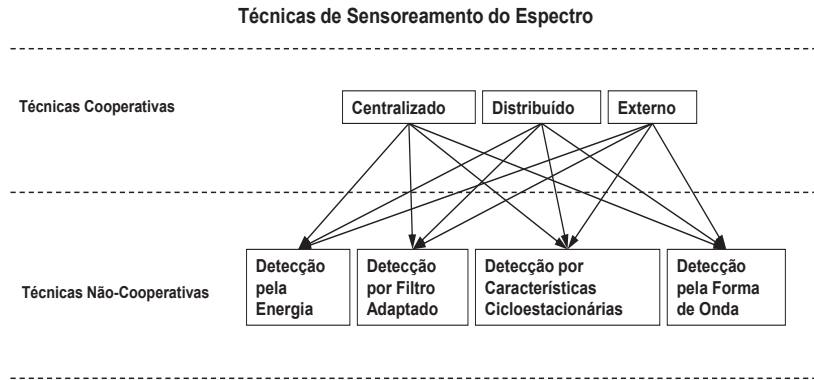 Técnicas de Sensoreamento do Espectro
Técnicas Cooperativas
Centralizado
Distribuído
Externo
Técnicas Não-Cooperativas
Detecção
pela
Energia
Detecção
por Filtro
Adaptado
Detecção por
Características
Cicloestacionárias
Detecção
pela Forma
de Onda